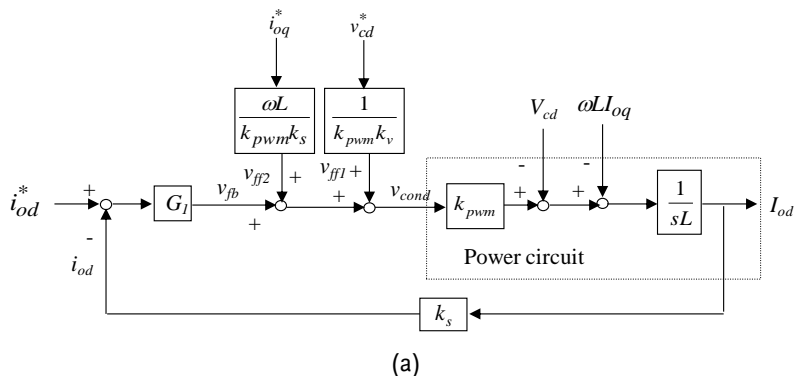 i*oq
v*cd
ωL
kpwmks
1
kpwmkv
Vcd
ωLIoq
vff2
+
vff1
+
-
-
i*od
+
G1
vfb
+
+
vcond
kpwm
+
+
1
sL
Iod
-
iod
Power circuit
ks
(a)